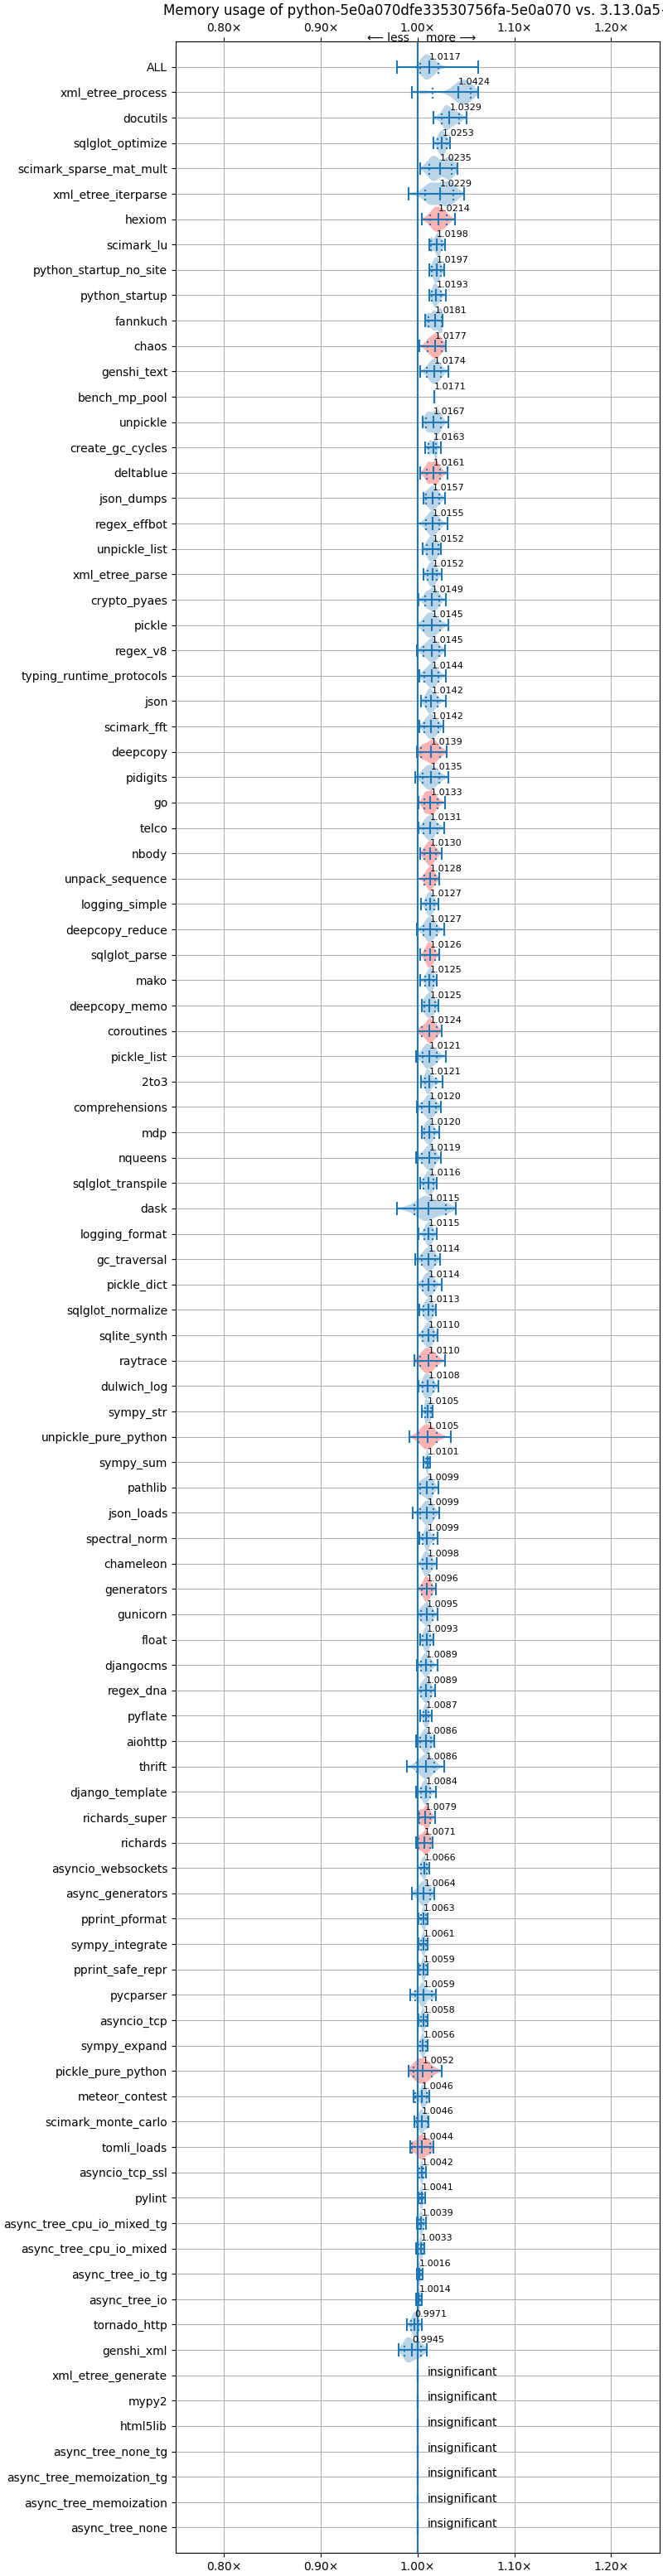 Memory usage of python-5e0a070dfe33530756fa-5e0a070 vs. 3.13.0a5-
0.80× 0.90× 1.00× 1.10× 1.20×
⟵ less more ⟶
ALL 1.0117
xml_etree_process 1.0424
docutils 1.0329
sqlglot_optimize 1.0253
scimark_sparse_mat_mult 1.0235
xml_etree_iterparse 1.0229
hexiom 1.0214
scimark_lu 1.0198
python_startup_no_site 1.0197
python_startup 1.0193
fannkuch 1.0181
chaos 1.0177
genshi_text 1.0174
bench_mp_pool 1.0171
unpickle 1.0167
create_gc_cycles 1.0163
deltablue 1.0161
json_dumps 1.0157
regex_effbot 1.0155
unpickle_list 1.0152
xml_etree_parse 1.0152
crypto_pyaes 1.0149
pickle 1.0145
regex_v8 1.0145
typing_runtime_protocols 1.0144
json 1.0142
scimark_fft 1.0142
deepcopy 1.0139
pidigits 1.0135
go 1.0133
telco 1.0131
nbody 1.0130
unpack_sequence 1.0128
logging_simple 1.0127
deepcopy_reduce 1.0127
sqlglot_parse 1.0126
mako 1.0125
deepcopy_memo 1.0125
coroutines 1.0124
pickle_list 1.0121
2to3 1.0121
comprehensions 1.0120
mdp 1.0120
nqueens 1.0119
sqlglot_transpile 1.0116
dask 1.0115
logging_format 1.0115
gc_traversal 1.0114
pickle_dict 1.0114
sqlglot_normalize 1.0113
sqlite_synth 1.0110
raytrace 1.0110
dulwich_log 1.0108
sympy_str 1.0105
unpickle_pure_python 1.0105
sympy_sum 1.0101
pathlib 1.0099
json_loads 1.0099
spectral_norm 1.0099
chameleon 1.0098
generators 1.0096
gunicorn 1.0095
float 1.0093
djangocms 1.0089
regex_dna 1.0089
pyflate 1.0087
aiohttp 1.0086
thrift 1.0086
django_template 1.0084
richards_super 1.0079
richards 1.0071
asyncio_websockets 1.0066
async_generators 1.0064
pprint_pformat 1.0063
sympy_integrate 1.0061
pprint_safe_repr 1.0059
pycparser 1.0059
asyncio_tcp 1.0058
sympy_expand 1.0056
pickle_pure_python 1.0052
meteor_contest 1.0046
scimark_monte_carlo 1.0046
tomli_loads 1.0044
asyncio_tcp_ssl 1.0042
pylint 1.0041
async_tree_cpu_io_mixed_tg 1.0039
async_tree_cpu_io_mixed 1.0033
async_tree_io_tg 1.0016
async_tree_io 1.0014
tornado_http 0.9971
genshi_xml 0.9945
xml_etree_generate insignificant
mypy2 insignificant
html5lib insignificant
async_tree_none_tg insignificant
async_tree_memoization_tg insignificant
async_tree_memoization insignificant
async_tree_none insignificant
0.80× 0.90× 1.00× 1.10× 1.20×